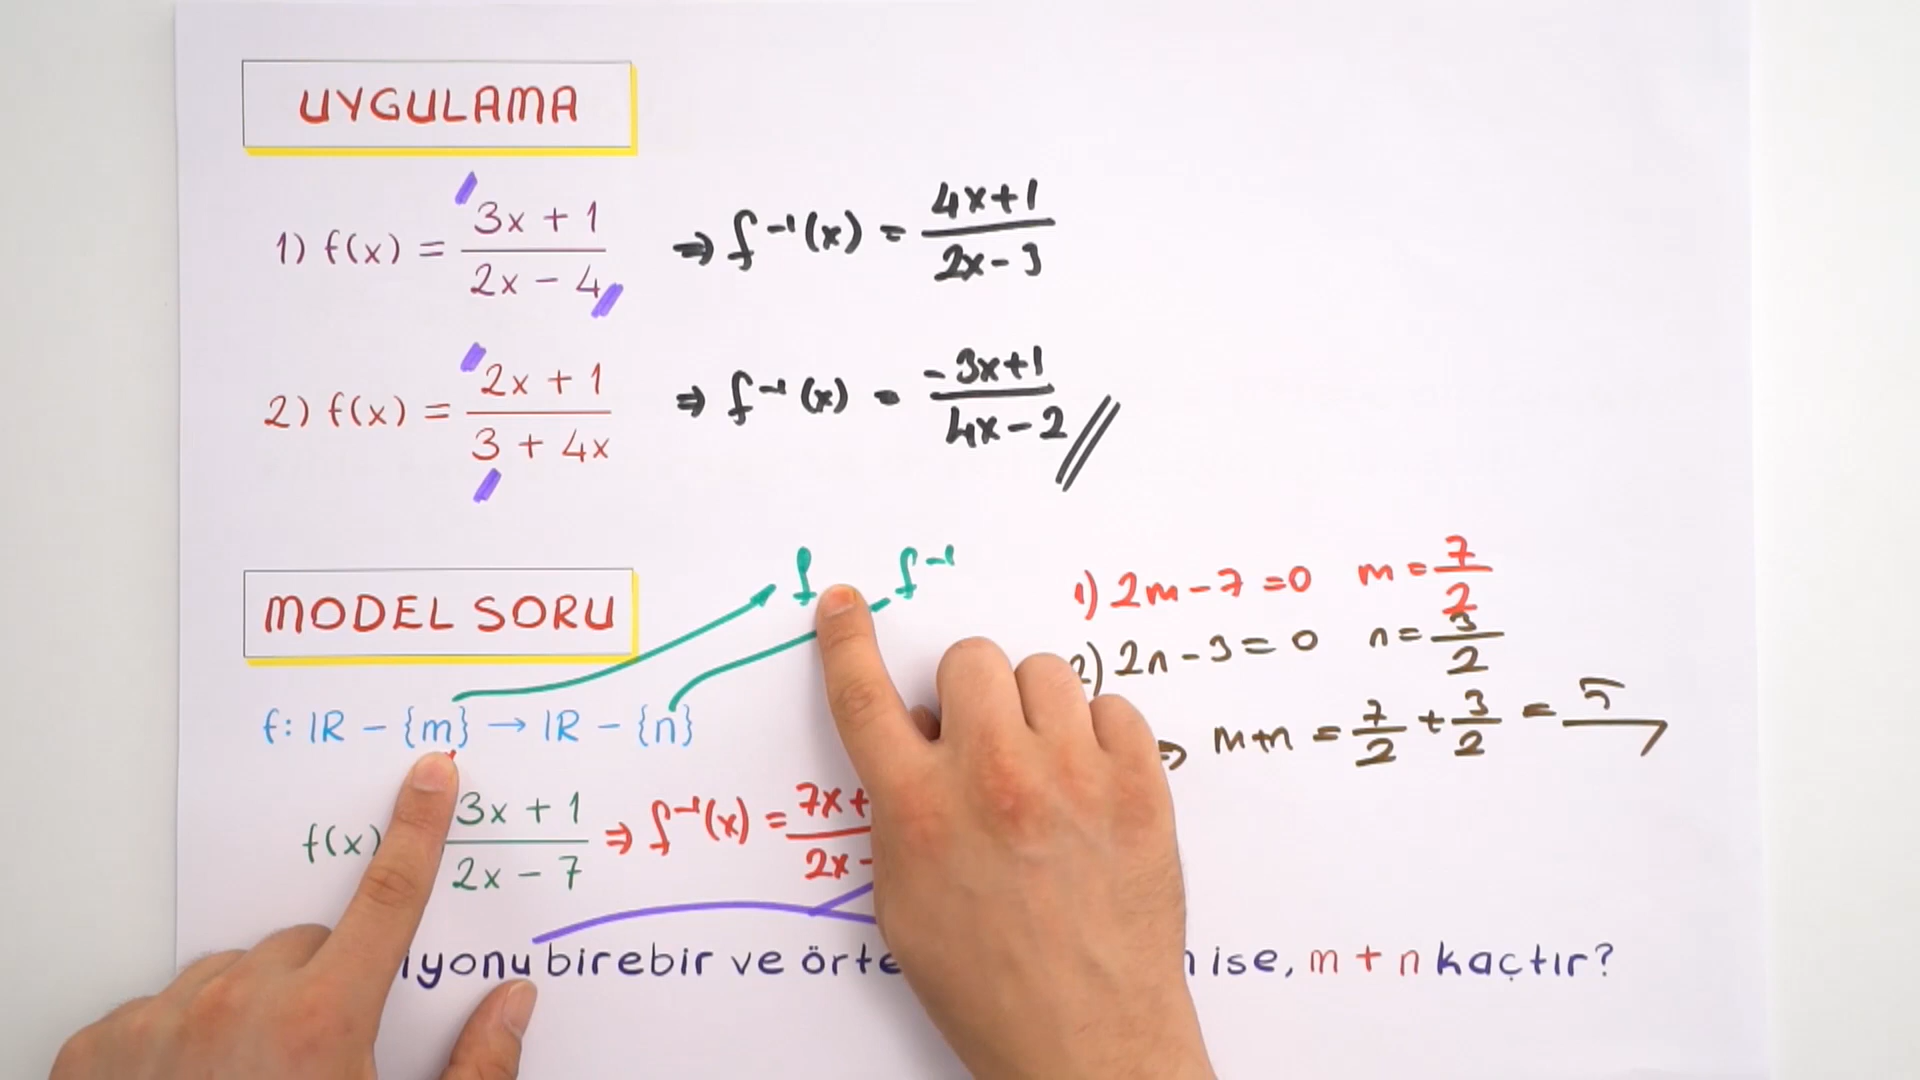 UYGULAMA
1) f(x) = (3x + 1)/(2x - 4) ⇒ f⁻¹(x) = (4x+1)/(2x-3)
2) f(x) = (2x + 1)/(3 + 4x) ⇒ f⁻¹(x) = (-3x+1)/(4x-2)
f f⁻¹
MODEL SORU
1) 2m-7=0 m=7/2
2) 2n-3=0 n=3/2
f: IR - {m} → IR - {n}
⇒ m+n = 7/2 + 3/2 = 5
f(x) 3x + 1/2x - 7 ⇒ f⁻¹(x) = 7x+/2x-
birebir ve ise, m + n kaçtır?